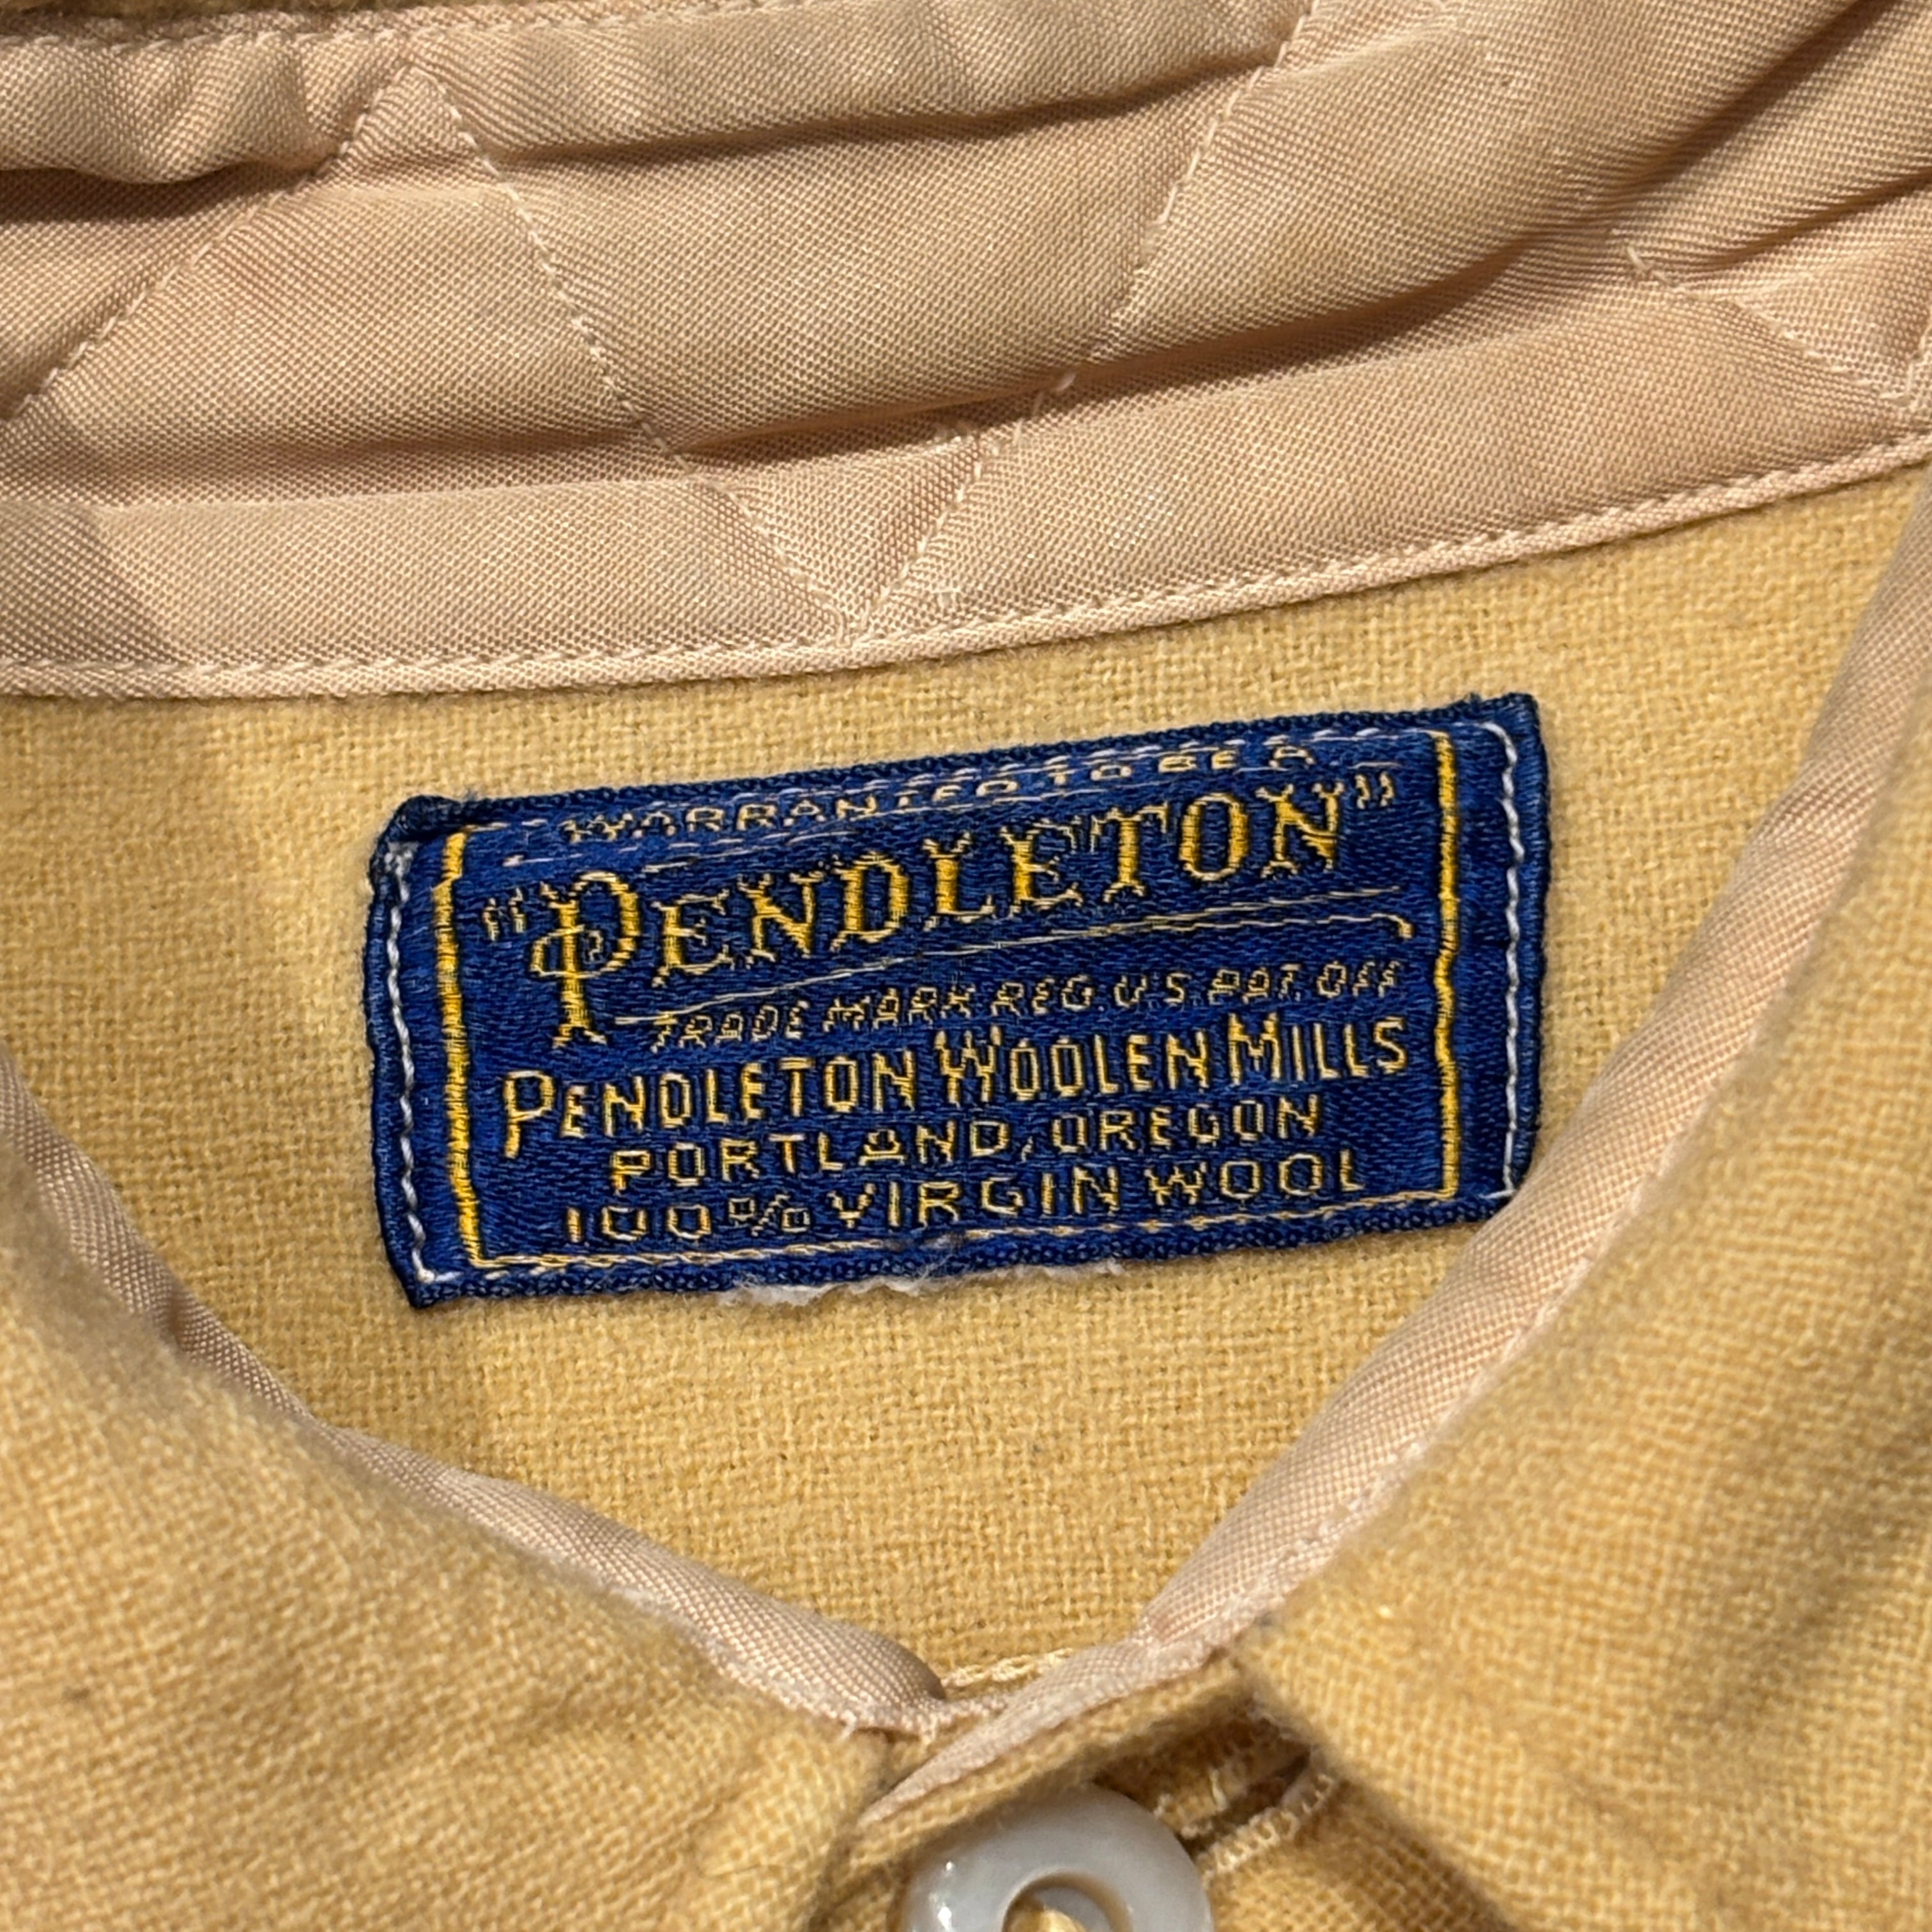 WARRANTED TO BE A
"PENDLETON"
TRADE MARK REG. U.S. PAT. OFF
PENDLETON WOOLEN MILLS
PORTLAND, OREGON
100% VIRGIN WOOL